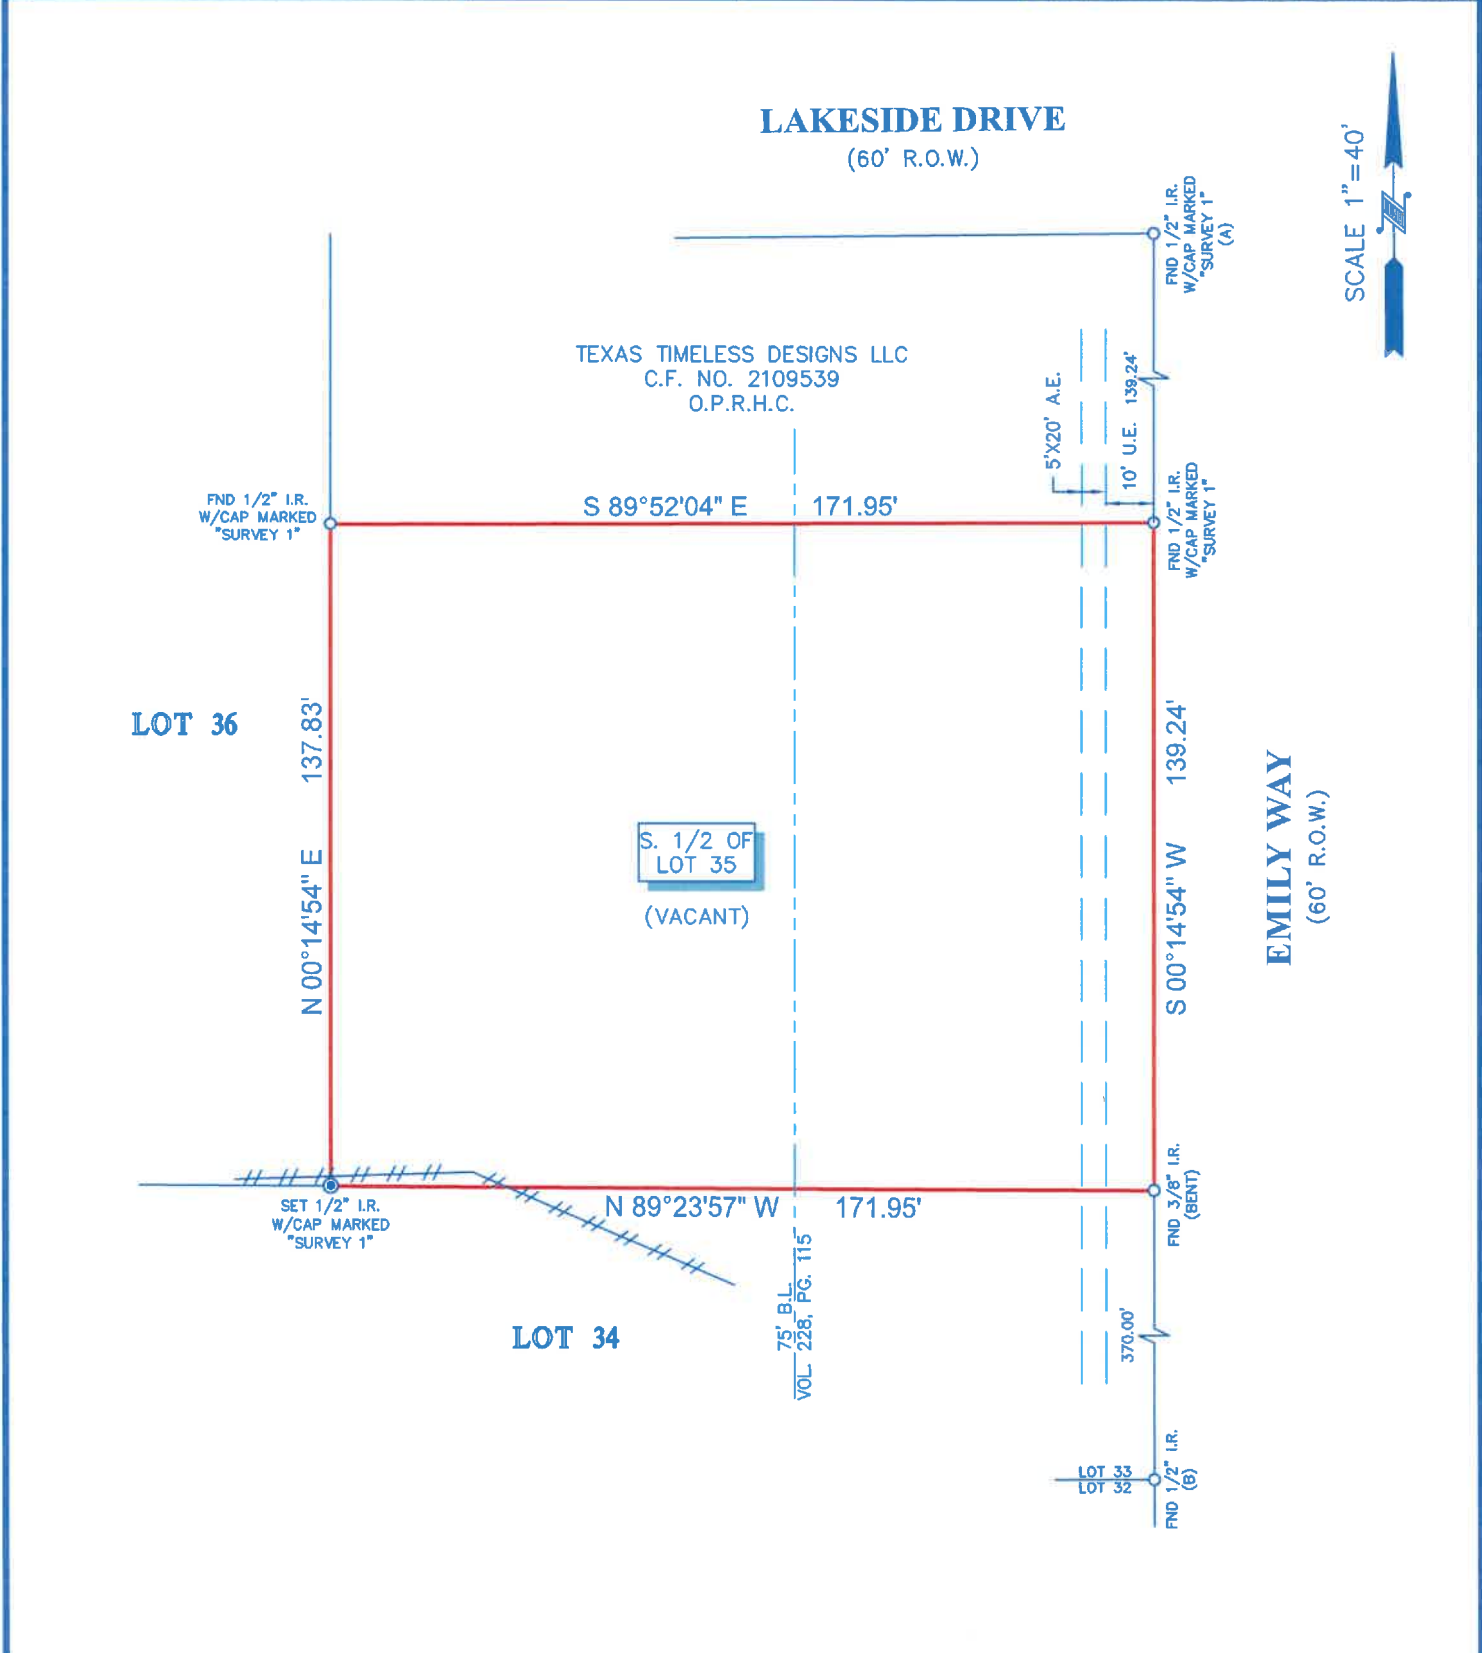 LAKESIDE DRIVE
(60' R.O.W.)
SCALE 1"=40'
FND 1/2" I.R.
W/CAP MARKED
"SURVEY 1"
(A)
TEXAS TIMELESS DESIGNS LLC
C.F. NO. 2109539
O.P.R.H.C.
5'X20' A.E.
10' U.E.
139.24'
FND 1/2" I.R.
W/CAP MARKED
"SURVEY 1"
S 89°52'04" E 171.95'
FND 1/2" I.R.
W/CAP MARKED
"SURVEY 1"
LOT 36
N 00°14'54" E 137.83'
S. 1/2 OF
LOT 35
(VACANT)
S 00°14'54" W 139.24'
EMILY WAY
(60' R.O.W.)
SET 1/2" I.R.
W/CAP MARKED
"SURVEY 1"
N 89°23'57" W 171.95'
FND 3/8" I.R.
(BENT)
75' B.L.
VOL. 228, PG. 115
LOT 34
370.00'
LOT 33
LOT 32
FND 1/2" I.R.
(B)